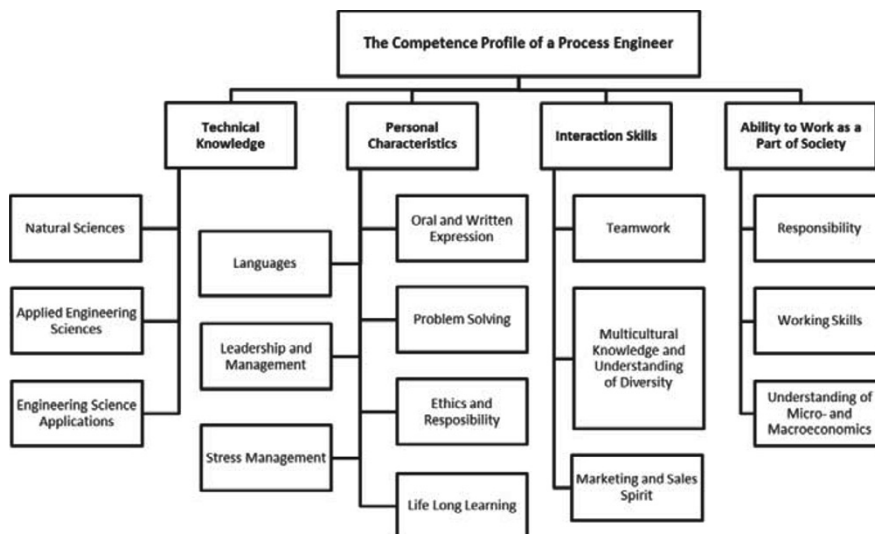 The Competence Profile of a Process Engineer
Technical
Knowledge
Personal
Characteristics
Interaction Skills
Ability to Work as a
Part of Society
Natural Sciences
Applied Engineering
Sciences
Engineering Science
Applications
Languages
Leadership and
Management
Stress Management
Oral and Written
Expression
Problem Solving
Ethics and
Resposibility
Life Long Learning
Teamwork
Multicultural
Knowledge and
Understanding
of Diversity
Marketing and Sales
Spirit
Responsibility
Working Skills
Understanding of
Micro- and
Macroeconomics